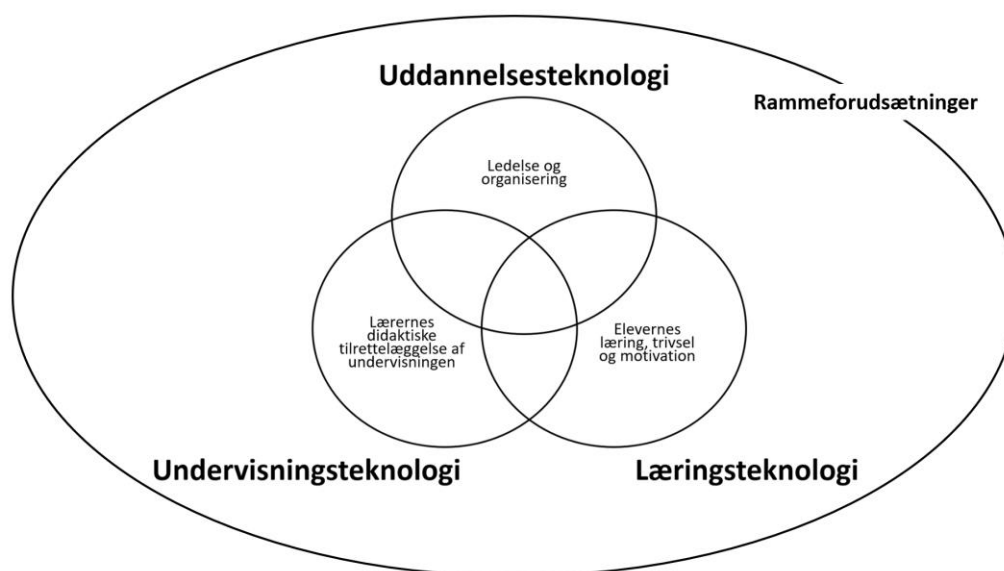 Uddannelsesteknologi
Rammeforudsætninger
Ledelse og
organisering
Lærernes
didaktiske
tilrettelæggelse af
undervisningen
Elevernes
læring, trivsel
og motivation
Undervisningsteknologi
Læringsteknologi